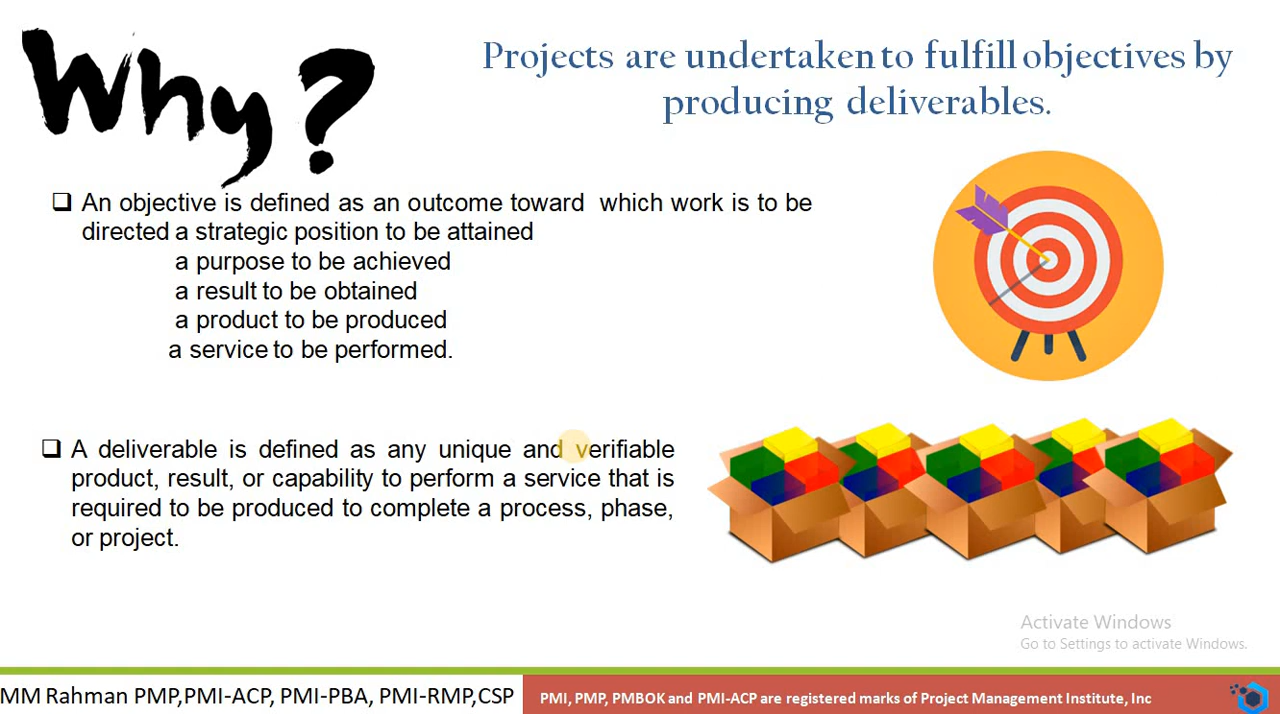 Why?
Projects are undertaken to fulfill objectives by
producing deliverables.
❑ An objective is defined as an outcome toward which work is to be
directed a strategic position to be attained
a purpose to be achieved
a result to be obtained
a product to be produced
a service to be performed.
❑ A deliverable is defined as any unique and verifiable
product, result, or capability to perform a service that is
required to be produced to complete a process, phase,
or project.
Activate Windows
Go to Settings to activate Windows.
MM Rahman PMP,PMI-ACP, PMI-PBA, PMI-RMP,CSP
PMI, PMP, PMBOK and PMI-ACP are registered marks of Project Management Institute, Inc